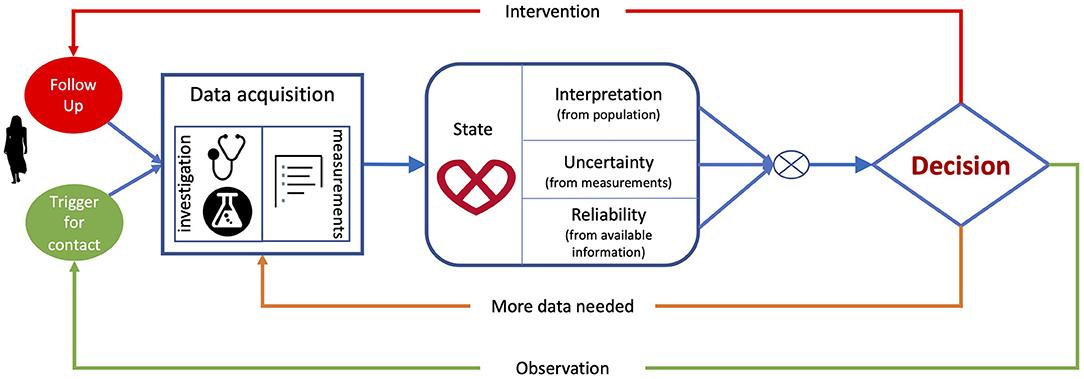 Intervention
Follow
Up
Data acquisition
investigation
measurements
Trigger
for
contact
State
Interpretation
(from population)
Uncertainty
(from measurements)
Reliability
(from available
information)
Decision
More data needed
Observation